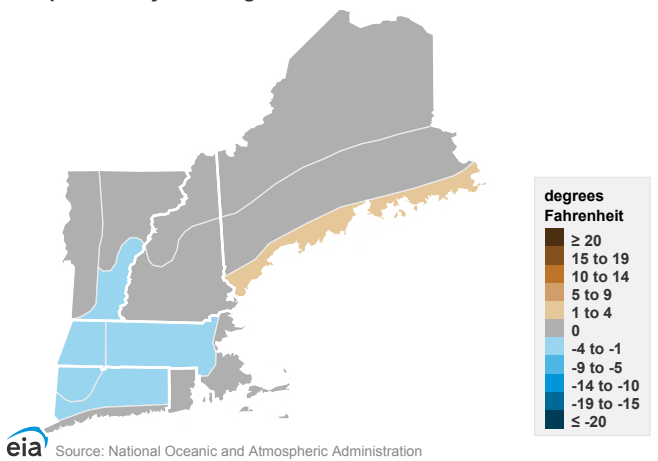 degrees
Fahrenheit
≥ 20
15 to 19
10 to 14
5 to 9
1 to 4
0
-4 to -1
-9 to -5
-14 to -10
-19 to -15
≤ -20
eia Source: National Oceanic and Atmospheric Administration